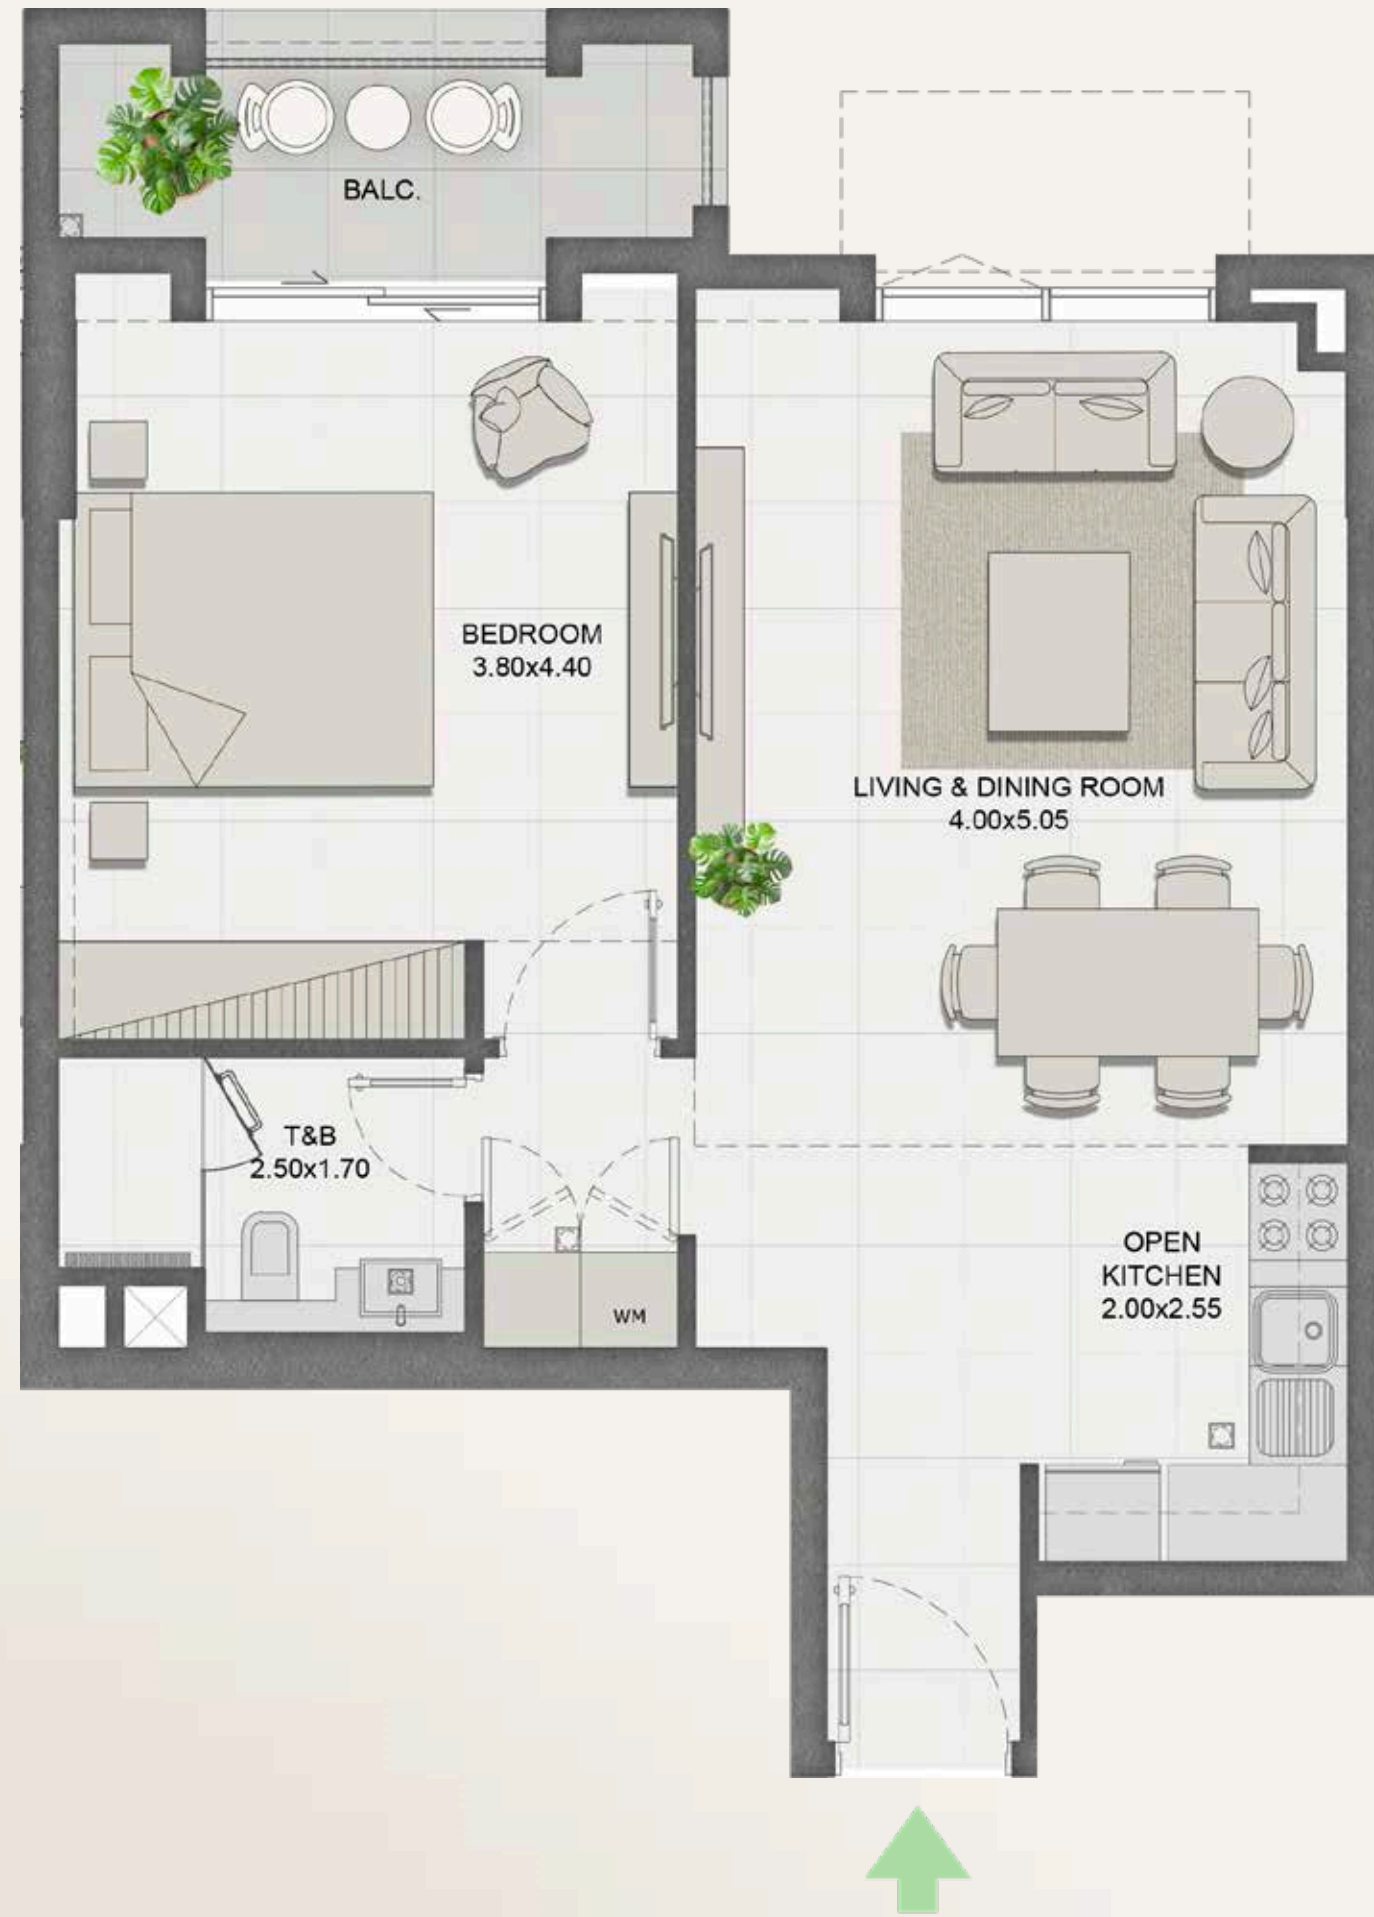 BALC.
BEDROOM
3.80x4.40
LIVING & DINING ROOM
4.00x5.05
T&B
2.50x1.70
OPEN
KITCHEN
2.00x2.55
WM